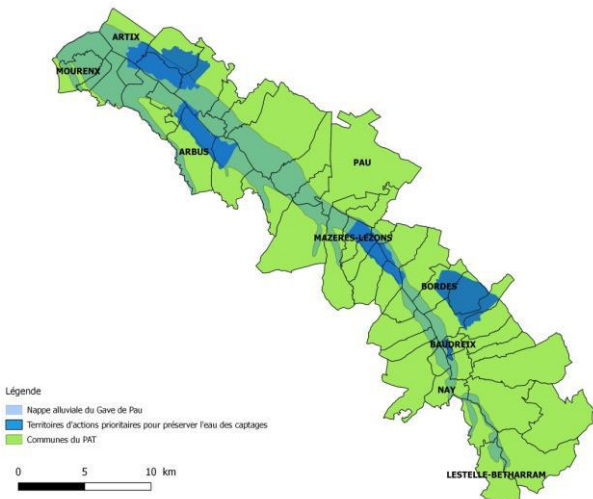 ARTIX
MOURENX
ARBUS
PAU
MAZERES-LEZONS
BORDES
BAUDREIX
NAY
LESTELLE-BETHARRAM
Légende
Nappe alluviale du Gave de Pau
Territoires d'actions prioritaires pour préserver l'eau des captages
Communes du PAT
0 5 10 km